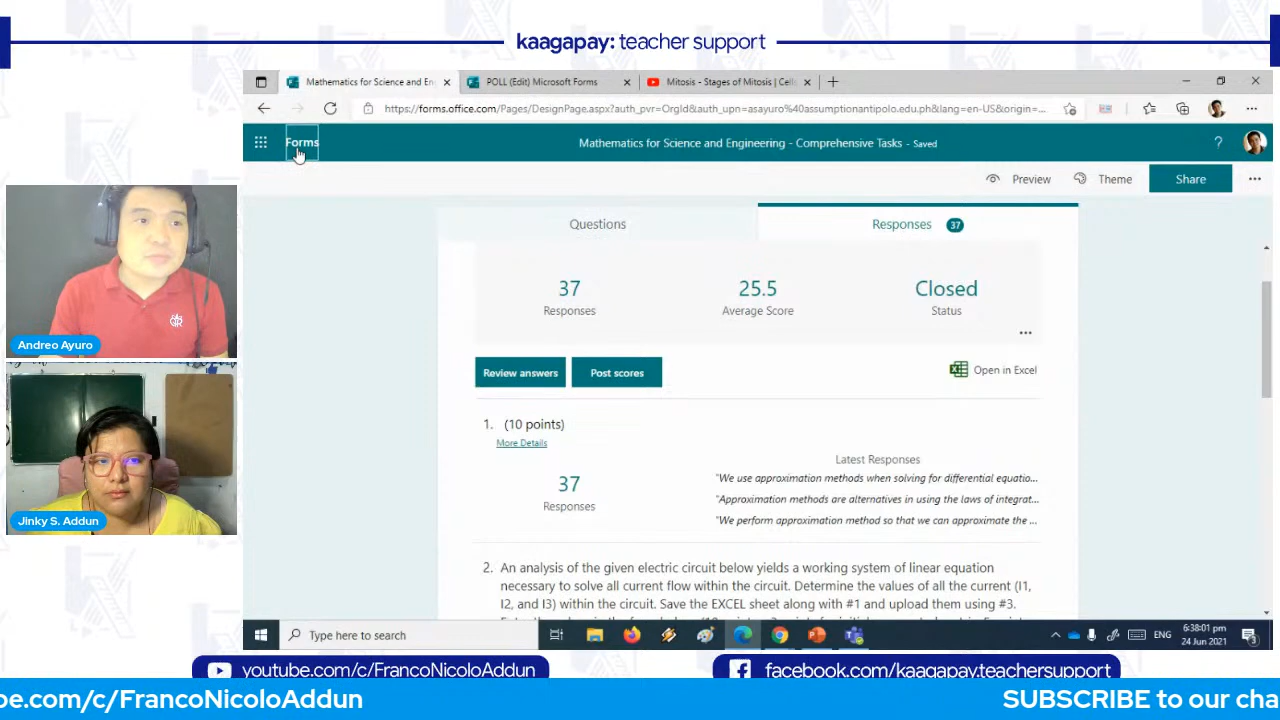 kaagapay: teacher support
Mathematics for Science and En
POLL (Edit) Microsoft Forms
Mitosis - Stages of Mitosis | Cell
https://forms.office.com/Pages/DesignPage.aspx?auth_pvr=OrgId&auth_upn=asayuro%40assumptionantipolo.edu.ph&lang=en-US&origin=...
Forms
Mathematics for Science and Engineering - Comprehensive Tasks - Saved
?
Preview
Theme
Share
Questions
Responses 37
37
Responses
25.5
Average Score
Closed
Status
Review answers
Post scores
Open in Excel
1. (10 points)
More Details
37
Responses
Latest Responses
"We use approximation methods when solving for differential equatio...
"Approximation methods are alternatives in using the laws of integrat...
"We perform approximation method so that we can approximate the ...
2. An analysis of the given electric circuit below yields a working system of linear equation
necessary to solve all current flow within the circuit. Determine the values of all the current (I1,
I2, and I3) within the circuit. Save the EXCEL sheet along with #1 and upload them using #3.
Andreo Ayuro
Jinky S. Addun
Type here to search
ENG
6:38:01 pm
24 Jun 2021
3
youtube.com/c/FrancoNicoloAddun
facebook.com/kaagapay.teachersupport
be.com/c/FrancoNicoloAddun
SUBSCRIBE to our cha